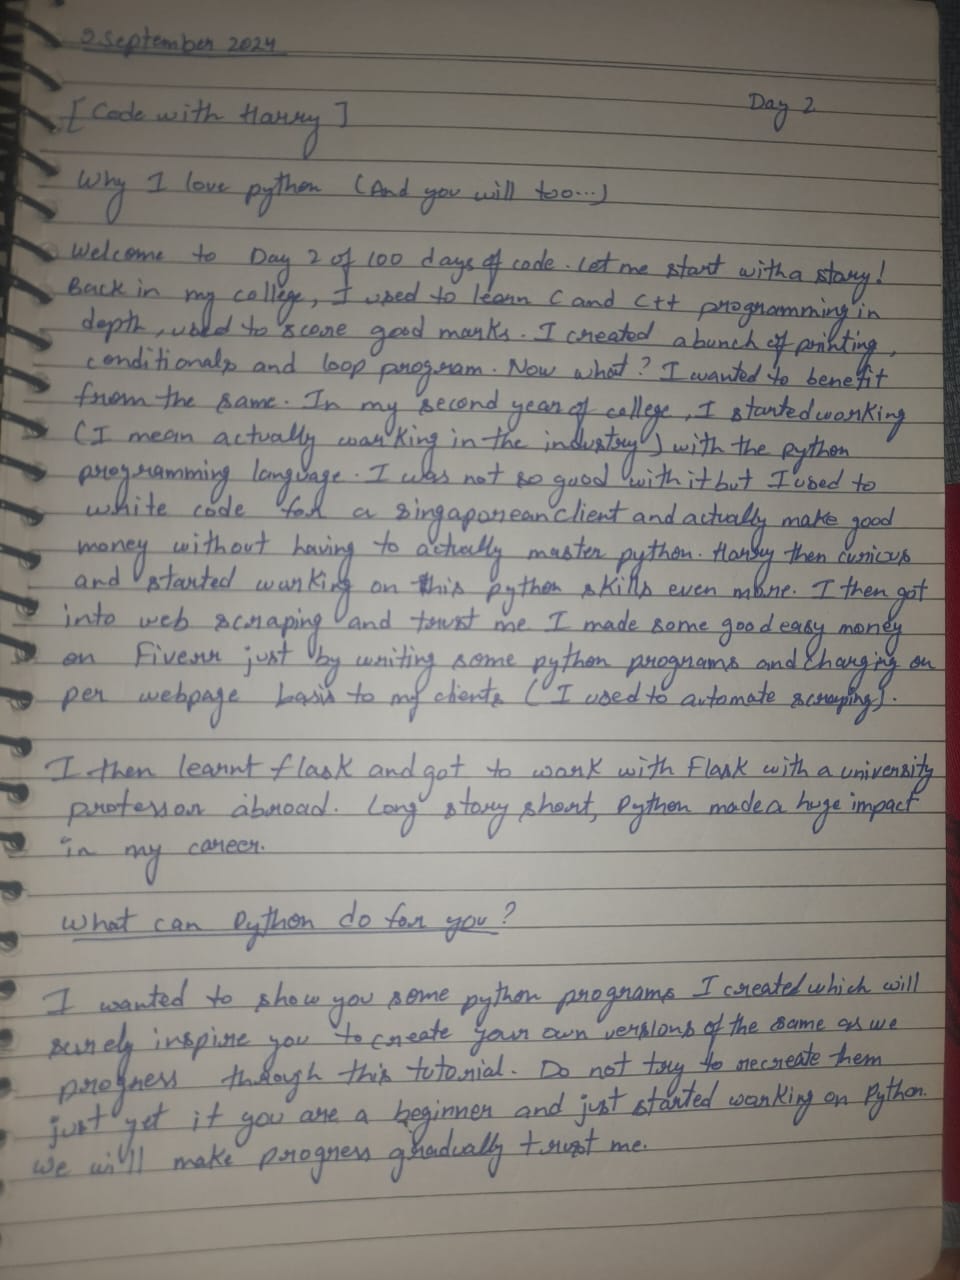 2 September 2024
Day 2
[Code with Harry]
Why I love python (And you will too...)
Welcome to Day 2 of 100 days of code. Let me start with a story!
Back in my college, I used to learn C and C++ programming in
depth, used to score good marks. I created a bunch of printing,
conditionals and loop program. Now what? I wanted to benefit
from the same. In my second year of college, I started working
(I mean actually working in the industry) with the python
programming language. I was not so good with it but I used to
write code for a singaporean client and actually make good
money without having to actually master python. Harry then curious
and started working on this python skills even more. I then got
into web scraping and trust me I made some good easy money
on Fiverr just by writing some python programs and charging on
per webpage basis to my clients (I used to automate scraping).
I then learnt flask and got to work with Flask with a university
professor abroad. Long story short, Python made a huge impact
in my career.
What can Python do for you?
I wanted to show you some python programs I created which will
surely inspire you to create your own versions of the same as we
progress through this tutorial. Do not try to recreate them
just yet it you are a beginner and just started working on Python.
We will make progress gradually trust me.